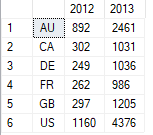 2012 2013
1 AU 892 2461
2 CA 302 1031
3 DE 249 1036
4 FR 262 986
5 GB 297 1205
6 US 1160 4376